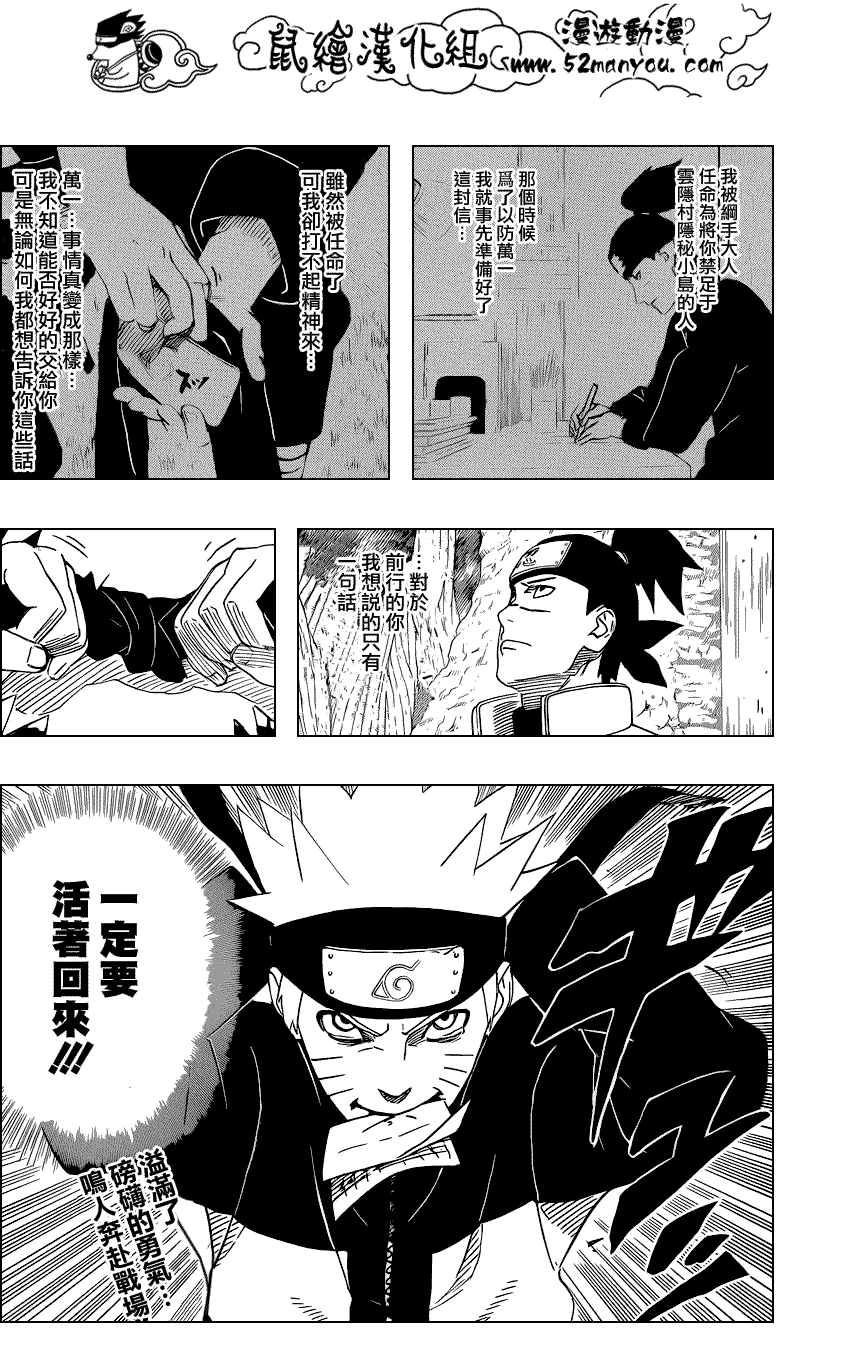 鼠繪漢化組
漫遊動漫
www.52manyou.com
我被綱手大人
任命為將你禁足于
雲隱村隱秘小島的人
那個時候
爲了以防萬一
我就事先準備好了
這封信…
雖然被任命了
可我卻打不起精神來…
萬一…事情真變成那樣…
我不知道能否好好的交給你
可是無論如何我都想告訴你這些話
ズッ
…對於
前行的你
我想說的只有
一句話
一定要
活著回來!!!
溢滿了
磅礡的勇氣…
鳴人奔赴戰場!!